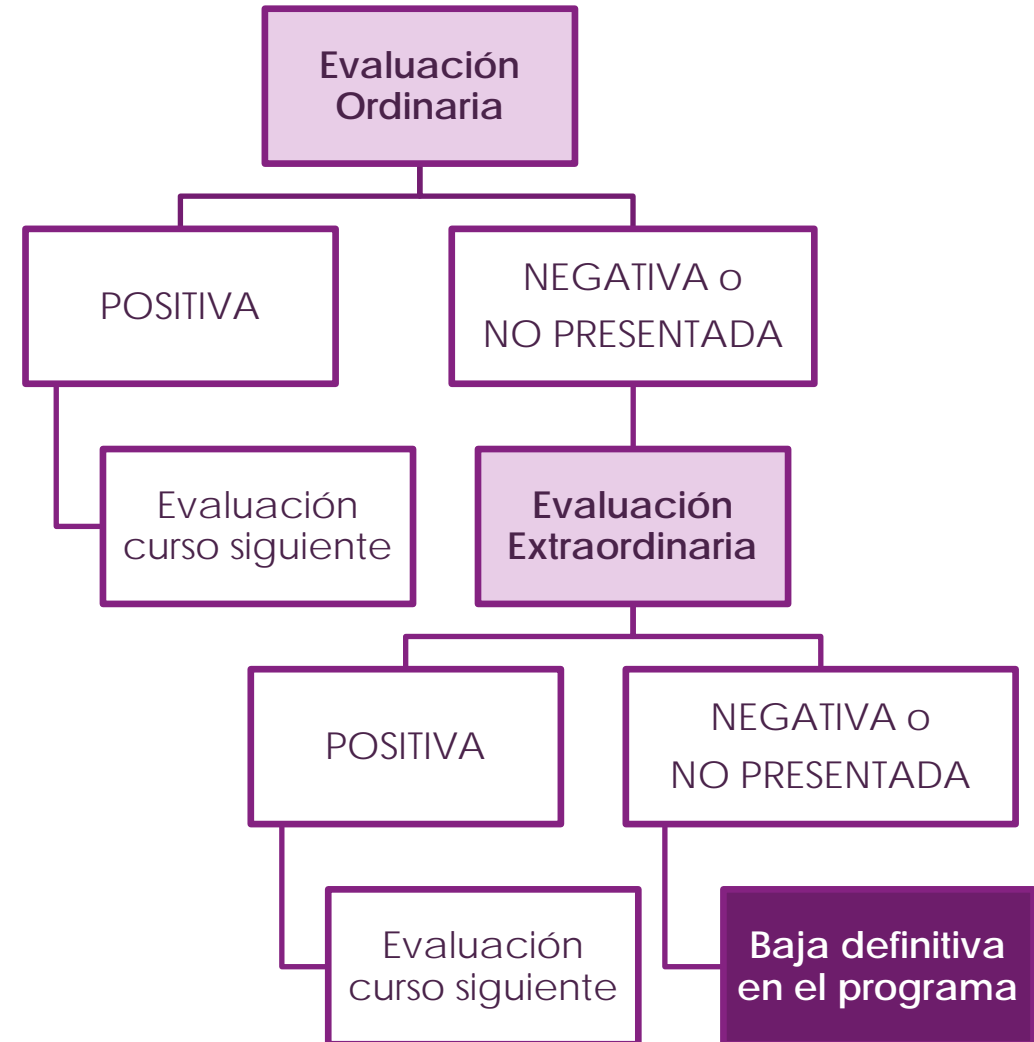 Evaluación
Ordinaria
POSITIVA
NEGATIVA o
NO PRESENTADA
Evaluación
curso siguiente
Evaluación
Extraordinaria
POSITIVA
NEGATIVA o
NO PRESENTADA
Evaluación
curso siguiente
Baja definitiva
en el programa